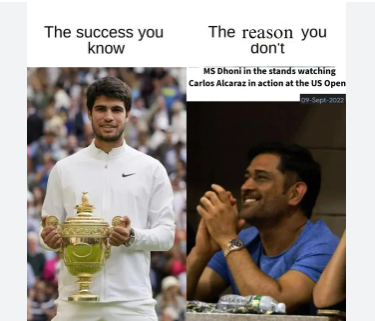 The success you
know
The reason you
don't
MS Dhoni in the stands watching
Carlos Alcaraz in action at the US Open
09-Sept-2022